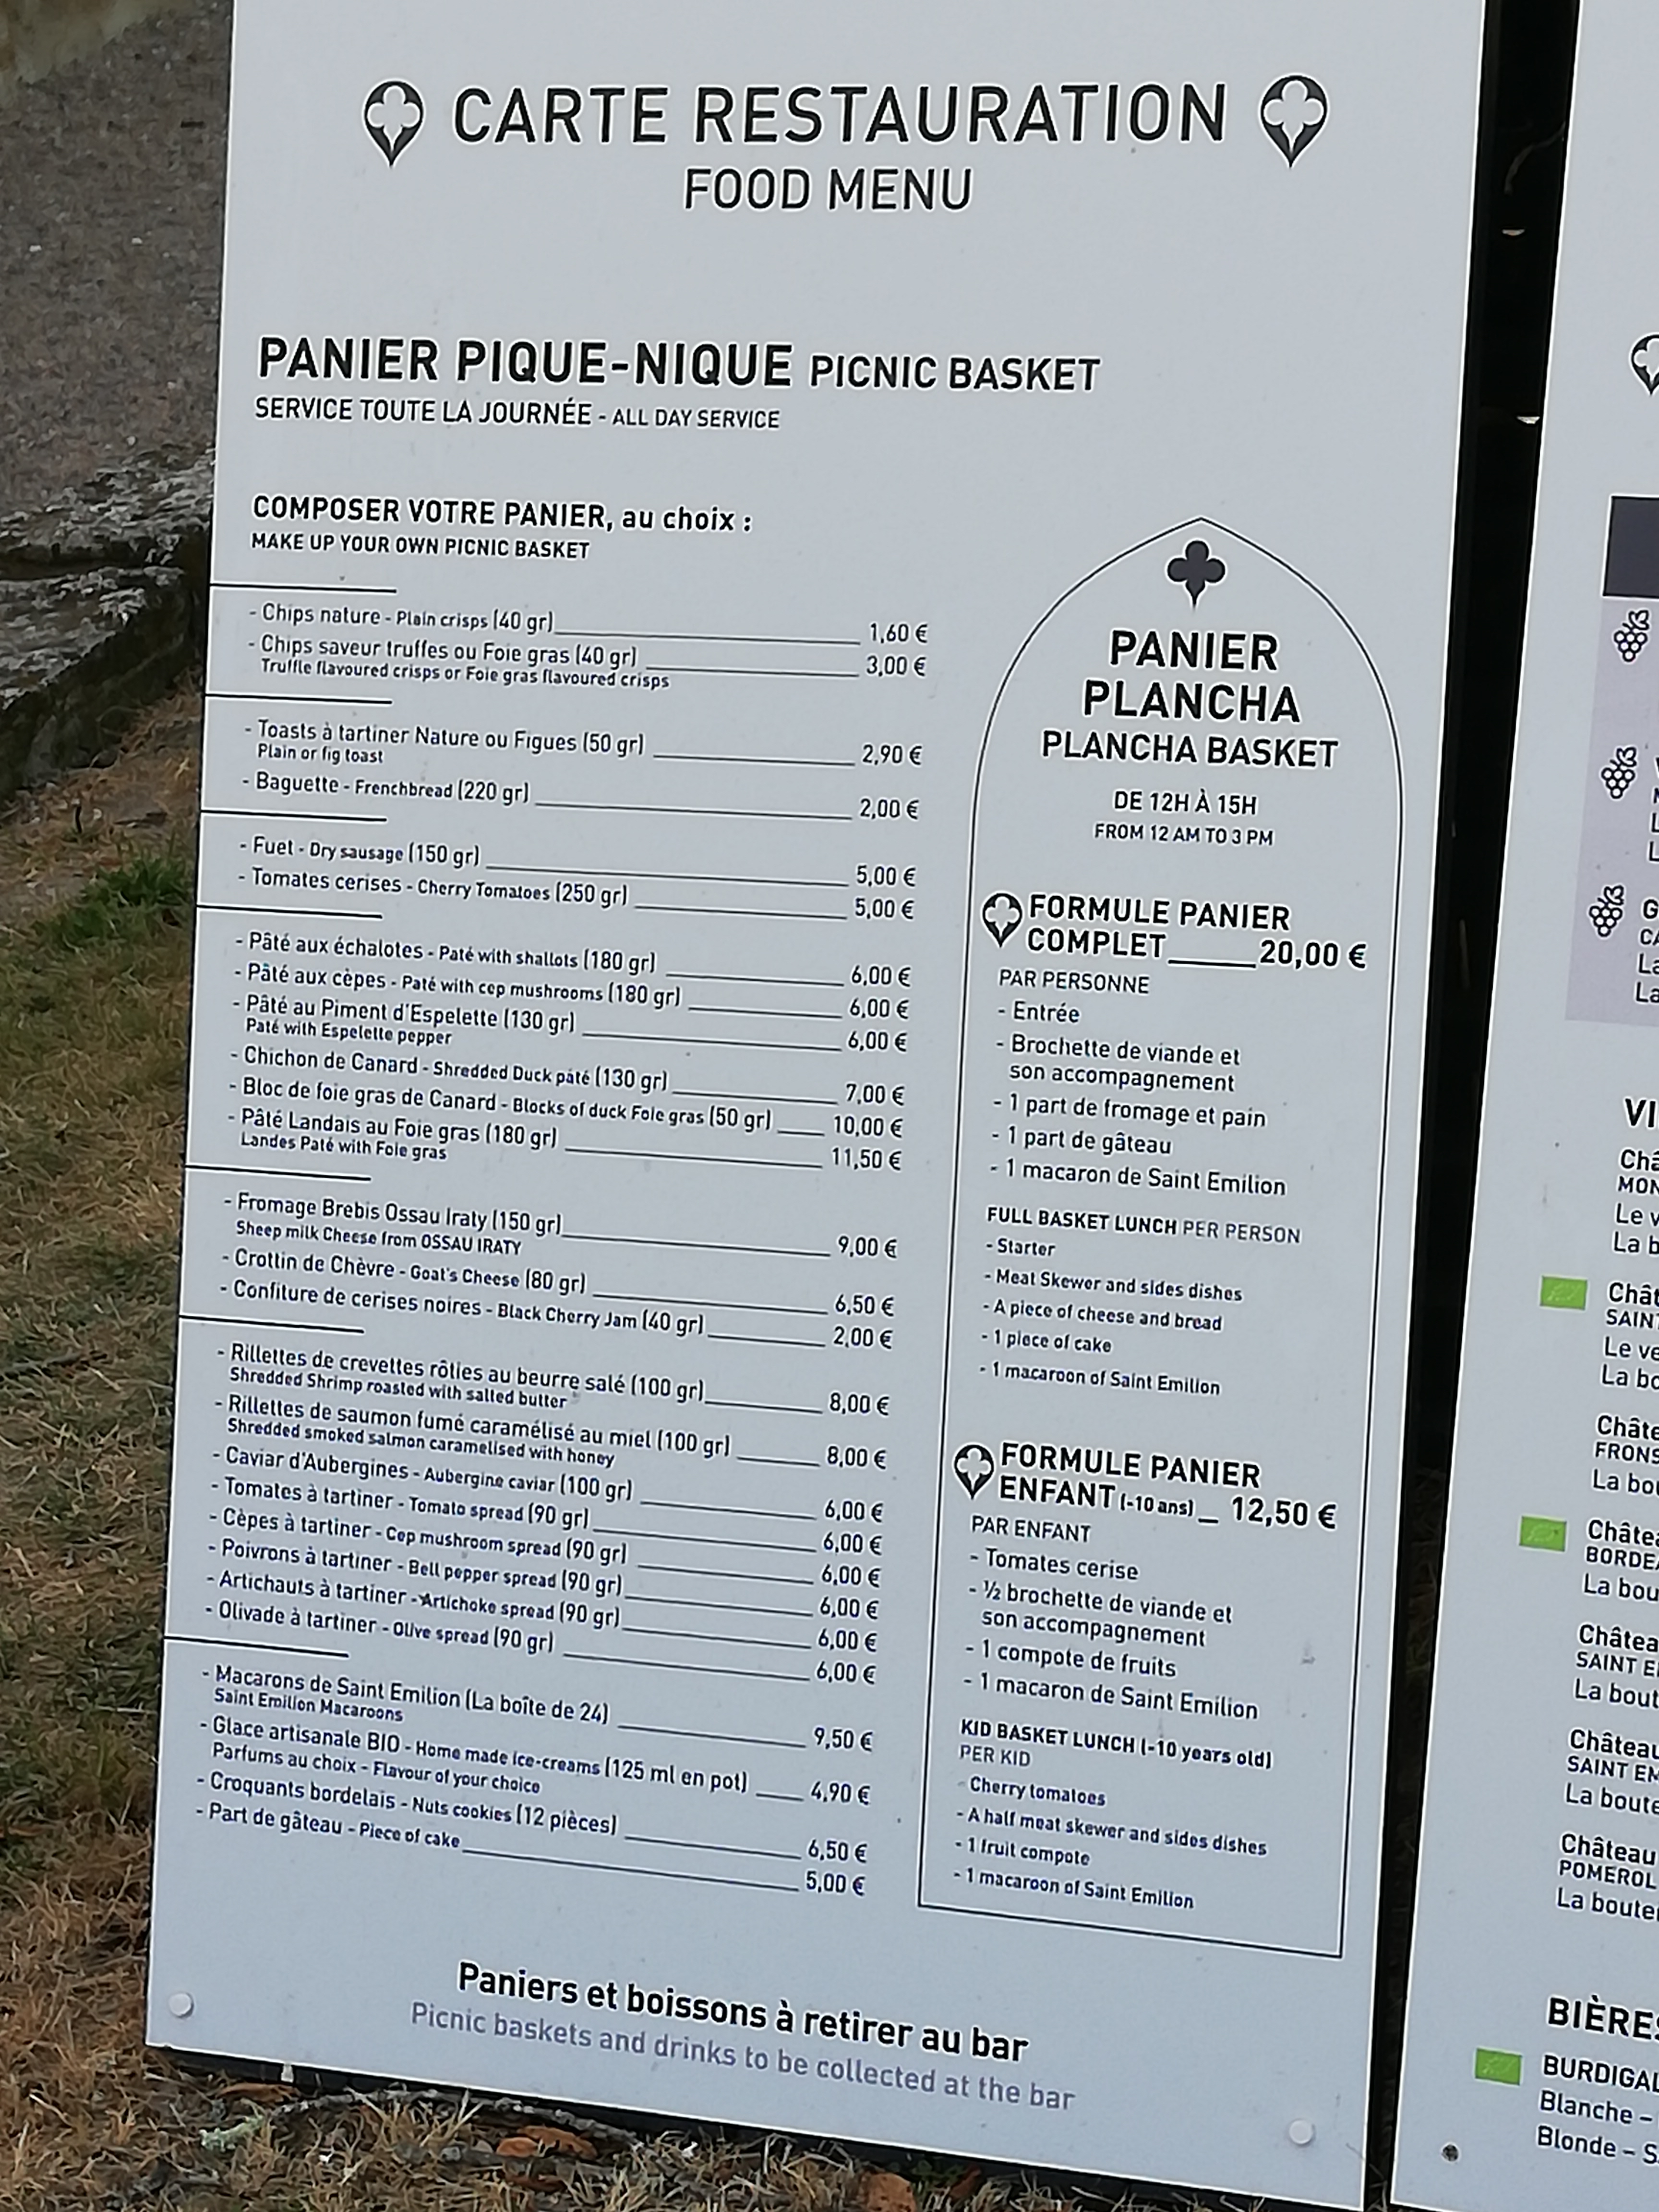 CARTE RESTAURATION
FOOD MENU
PANIER PIQUE-NIQUE PICNIC BASKET
SERVICE TOUTE LA JOURNÉE - ALL DAY SERVICE
COMPOSER VOTRE PANIER, au choix :
MAKE UP YOUR OWN PICNIC BASKET
- Chips nature - Plain crisps (40 gr) 1,60 €
- Chips saveur truffes ou Foie gras (40 gr) 3,00 €
Truffle flavoured crisps or Foie gras flavoured crisps
- Toasts à tartiner Nature ou Figues (50 gr) 2,90 €
Plain or fig toast
- Baguette - Frenchbread (220 gr) 2,00 €
- Fuet - Dry sausage (150 gr) 5,00 €
- Tomates cerises - Cherry Tomatoes (250 gr) 5,00 €
- Pâté aux échalotes - Paté with shallots (180 gr) 6,00 €
- Pâté aux cèpes - Paté with cep mushrooms (180 gr) 6,00 €
- Pâté au Piment d'Espelette (130 gr) 6,00 €
Paté with Espelette pepper
- Chichon de Canard - Shredded Duck pâté (130 gr) 7,00 €
- Bloc de foie gras de Canard - Blocks of duck Foie gras (50 gr) 10,00 €
- Pâté Landais au Foie gras (180 gr) 11,50 €
Landes Paté with Foie gras
- Fromage Brebis Ossau Iraty (150 gr) 9,00 €
Sheep milk Cheese from OSSAU IRATY
- Crottin de Chèvre - Goat's Cheese (80 gr) 6,50 €
- Confiture de cerises noires - Black Cherry Jam (40 gr) 2,00 €
- Rillettes de crevettes rôties au beurre salé (100 gr) 8,00 €
Shredded Shrimp roasted with salted butter
- Rillettes de saumon fumé caramélisé au miel (100 gr) 8,00 €
Shredded smoked salmon caramelised with honey
- Caviar d'Aubergines - Aubergine caviar (100 gr) 6,00 €
- Tomates à tartiner - Tomato spread (90 gr) 6,00 €
- Cèpes à tartiner - Cep mushroom spread (90 gr) 6,00 €
- Poivrons à tartiner - Bell pepper spread (90 gr) 6,00 €
- Artichauts à tartiner - Artichoke spread (90 gr) 6,00 €
- Olivade à tartiner - Olive spread (90 gr) 6,00 €
- Macarons de Saint Emilion (La boîte de 24) 9,50 €
Saint Emilion Macaroons
- Glace artisanale BIO - Home made ice-creams (125 ml en pot) 4,90 €
Parfums au choix - Flavour of your choice
- Croquants bordelais - Nuts cookies (12 pièces) 6,50 €
- Part de gâteau - Piece of cake 5,00 €
PANIER
PLANCHA
PLANCHA BASKET
DE 12H À 15H
FROM 12 AM TO 3 PM
FORMULE PANIER
COMPLET 20,00 €
PAR PERSONNE
- Entrée
- Brochette de viande et
son accompagnement
- 1 part de fromage et pain
- 1 part de gâteau
- 1 macaron de Saint Emilion
FULL BASKET LUNCH PER PERSON
- Starter
- Meat Skewer and sides dishes
- A piece of cheese and bread
- 1 piece of cake
- 1 macaroon of Saint Emilion
FORMULE PANIER
ENFANT (-10 ans) 12,50 €
PAR ENFANT
- Tomates cerise
- ½ brochette de viande et
son accompagnement
- 1 compote de fruits
- 1 macaron de Saint Emilion
KID BASKET LUNCH (-10 years old)
PER KID
- Cherry tomatoes
- A half meat skewer and sides dishes
- 1 fruit compote
- 1 macaroon of Saint Emilion
Paniers et boissons à retirer au bar
Picnic baskets and drinks to be collected at the bar
Le v
La b
SAINT
La bo
FRONS
La bou
La bou
Château
SAINT EM
La boute
Château
POMEROL
La boute
BIÈRES
BURDIGAL
Blanche –
Blonde – S